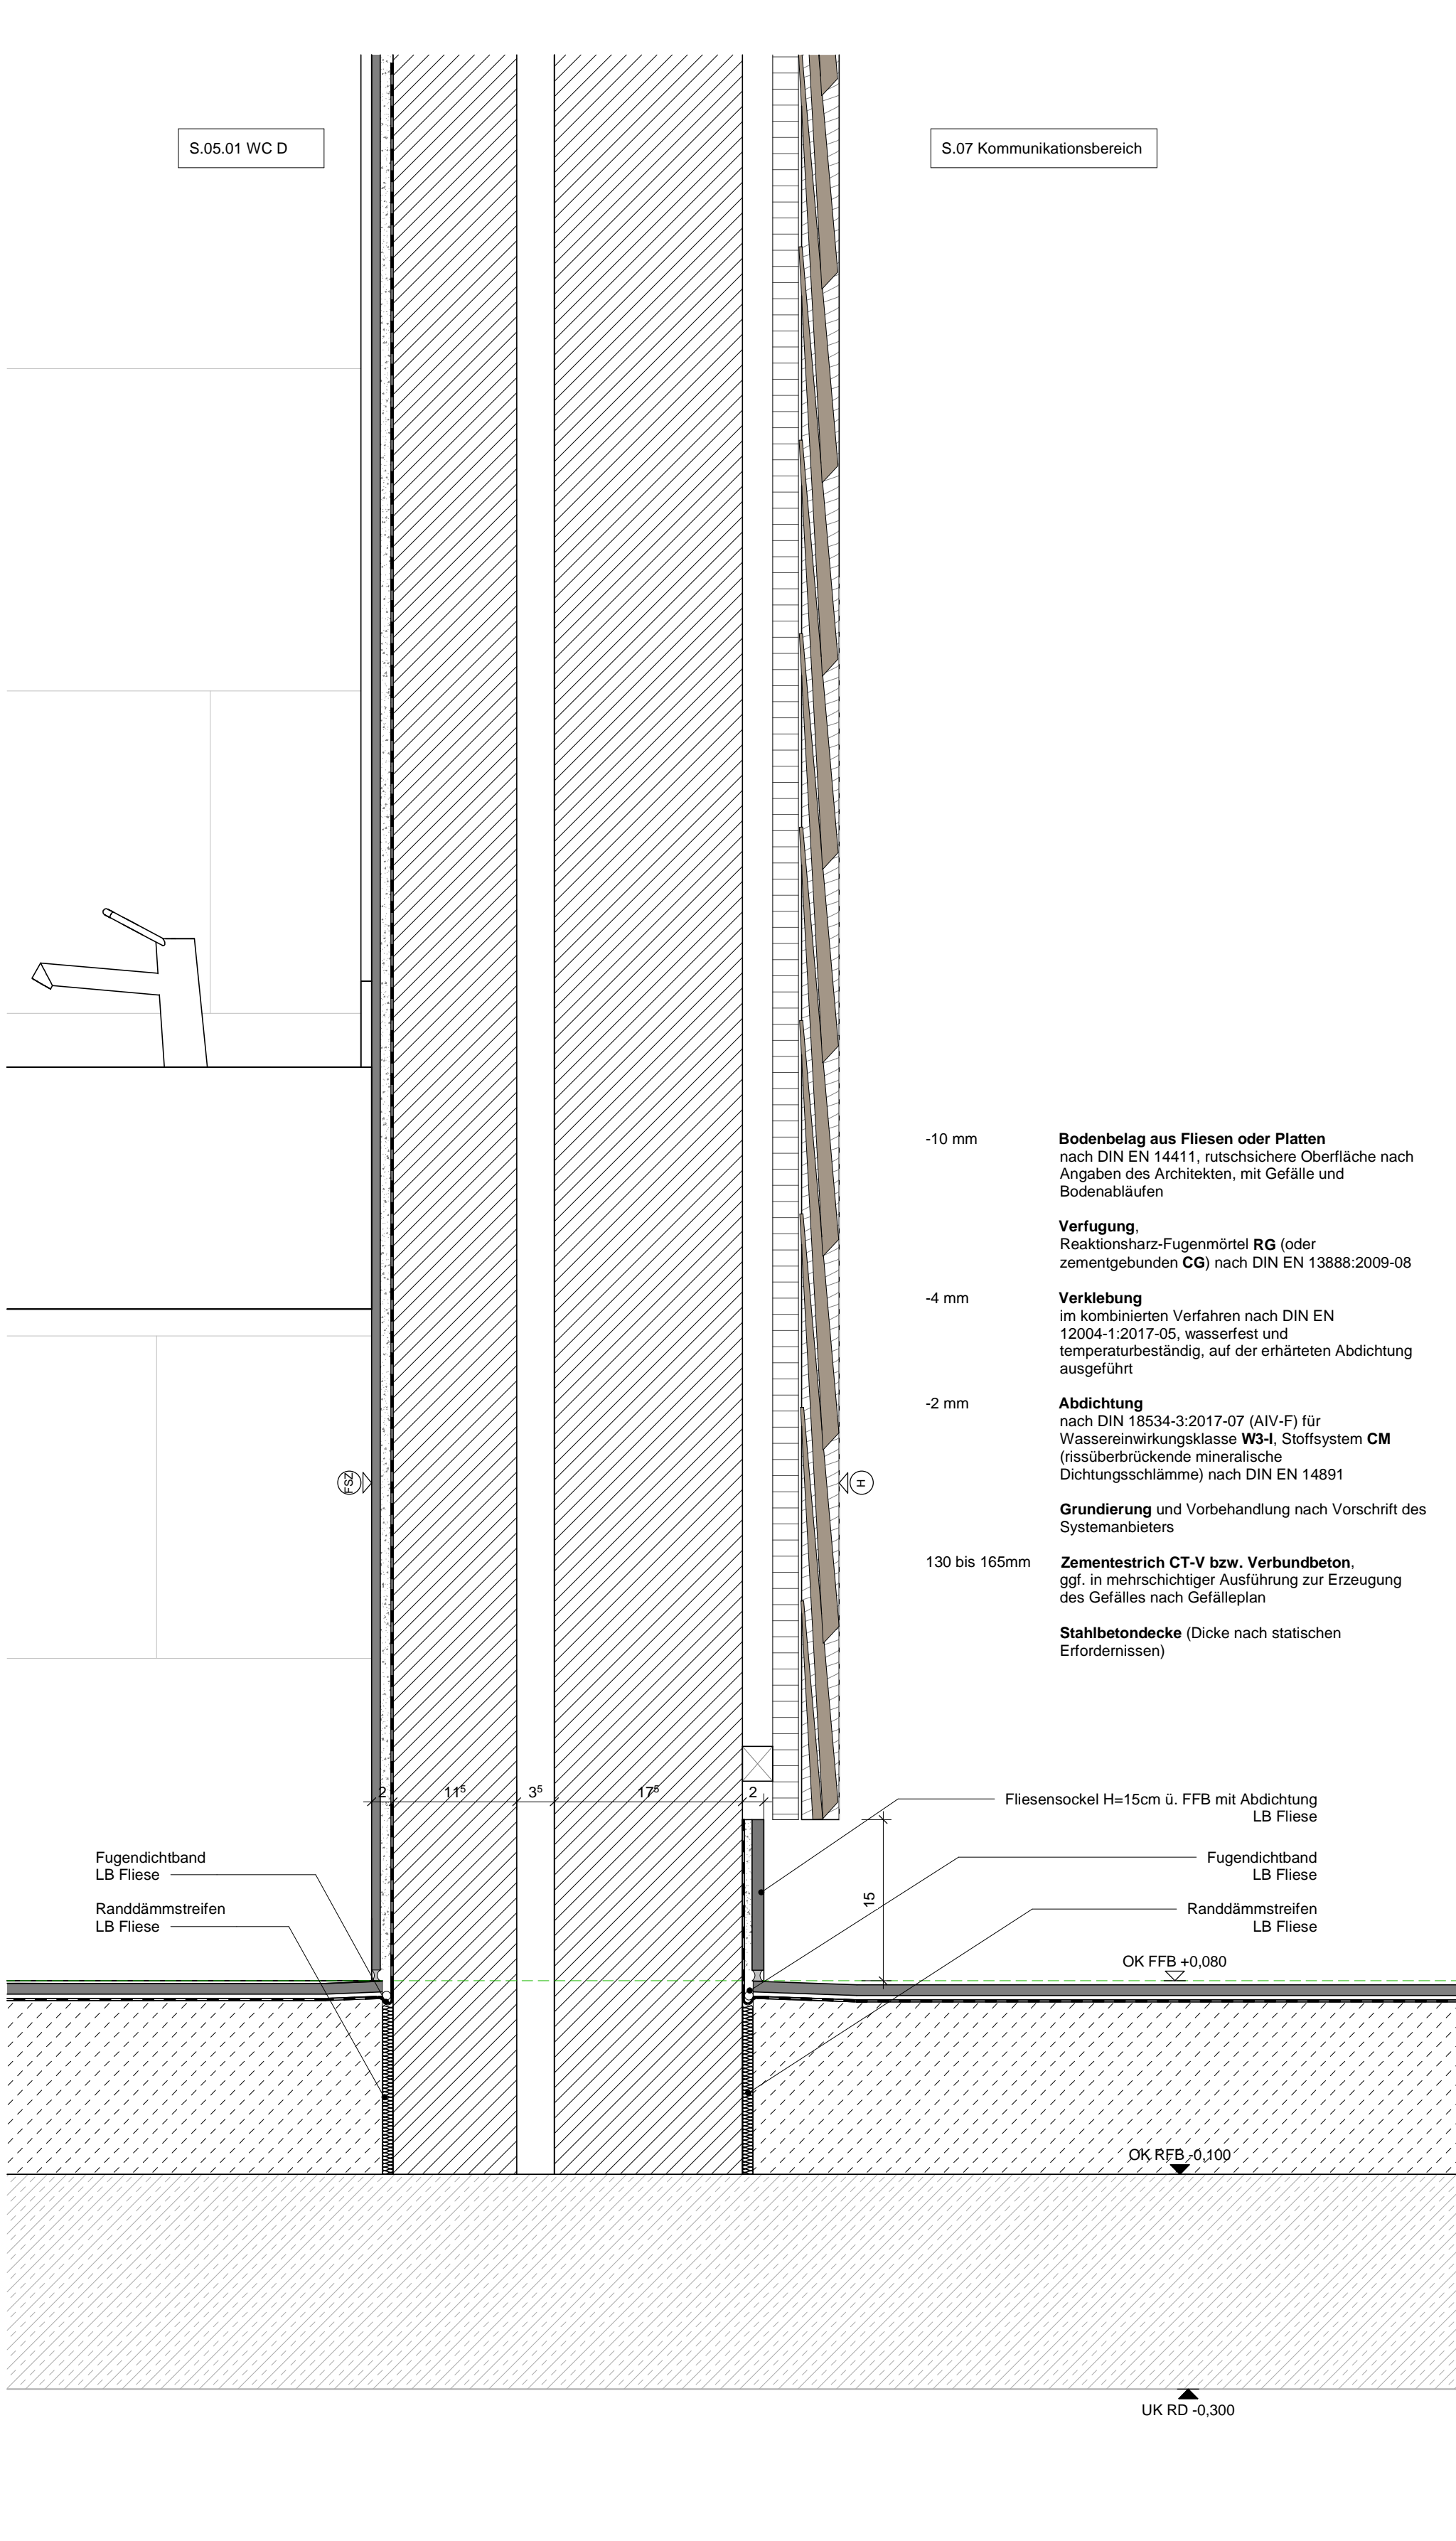 S.05.01 WC D
S.07 Kommunikationsbereich
-10 mm Bodenbelag aus Fliesen oder Platten
nach DIN EN 14411, rutschsichere Oberfläche nach
Angaben des Architekten, mit Gefälle und
Bodenabläufen
Verfugung,
Reaktionsharz-Fugenmörtel RG (oder
zementgebunden CG) nach DIN EN 13888:2009-08
-4 mm Verklebung
im kombinierten Verfahren nach DIN EN
12004-1:2017-05, wasserfest und
temperaturbeständig, auf der erhärteten Abdichtung
ausgeführt
-2 mm Abdichtung
nach DIN 18534-3:2017-07 (AIV-F) für
Wassereinwirkungsklasse W3-I, Stoffsystem CM
(rissüberbrückende mineralische
Dichtungsschlämme) nach DIN EN 14891
FSZ
H
Grundierung und Vorbehandlung nach Vorschrift des
Systemanbieters
130 bis 165mm Zementestrich CT-V bzw. Verbundbeton,
ggf. in mehrschichtiger Ausführung zur Erzeugung
des Gefälles nach Gefälleplan
Stahlbetondecke (Dicke nach statischen
Erfordernissen)
2 11⁵ 3⁵ 17⁵ 2
Fliesensockel H=15cm ü. FFB mit Abdichtung
LB Fliese
Fugendichtband
LB Fliese
Randdämmstreifen
LB Fliese
15
Fugendichtband
LB Fliese
Randdämmstreifen
LB Fliese
OK FFB +0,080
OK RFB -0,100
UK RD -0,300